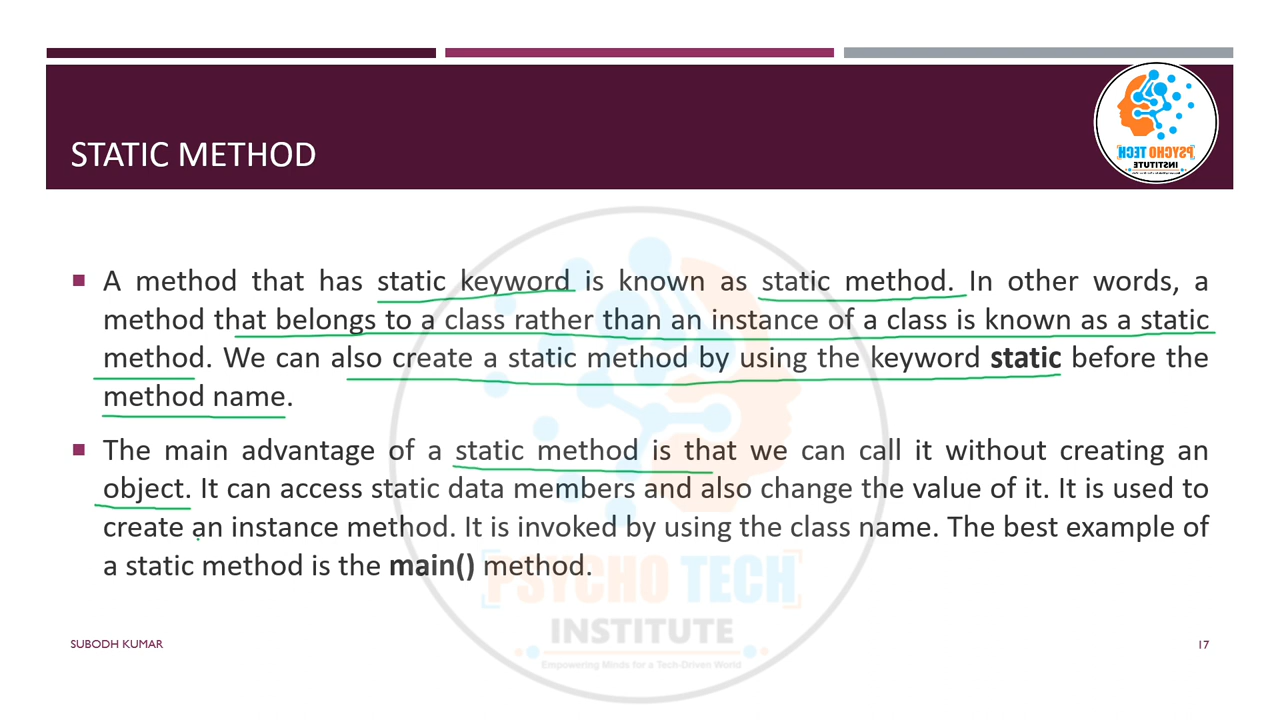 STATIC METHOD
PSYCHO TECH
INSTITUTE
A method that has static keyword is known as static method. In other words, a
method that belongs to a class rather than an instance of a class is known as a static
method. We can also create a static method by using the keyword static before the
method name.
The main advantage of a static method is that we can call it without creating an
object. It can access static data members and also change the value of it. It is used to
create an instance method. It is invoked by using the class name. The best example of
a static method is the main() method.
PSYCHO TECH
INSTITUTE
Empowering Minds for a Tech-Driven World
SUBODH KUMAR
17